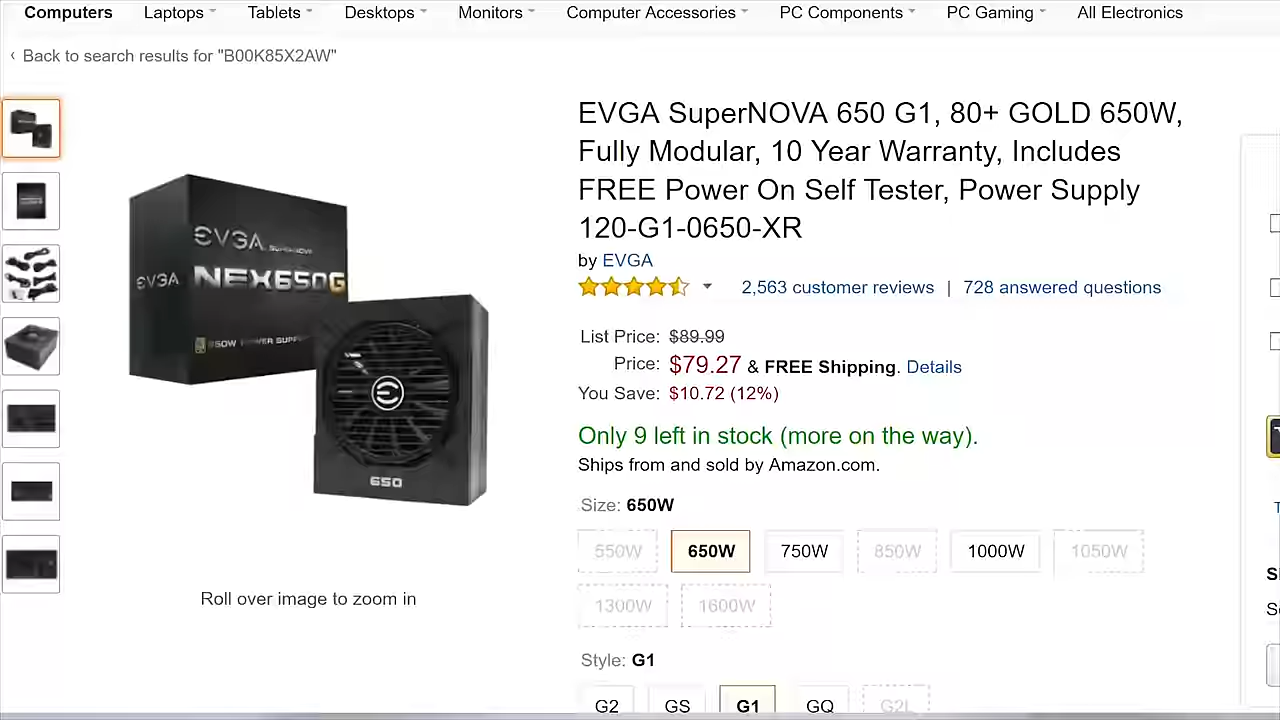 Computers Laptops Tablets Desktops Monitors Computer Accessories PC Components PC Gaming All Electronics
‹ Back to search results for "B00K85X2AW"
EVGA SuperNOVA 650 G1, 80+ GOLD 650W,
Fully Modular, 10 Year Warranty, Includes
FREE Power On Self Tester, Power Supply
120-G1-0650-XR
by EVGA
2,563 customer reviews | 728 answered questions
List Price: $89.99
Price: $79.27 & FREE Shipping. Details
You Save: $10.72 (12%)
Only 9 left in stock (more on the way).
Ships from and sold by Amazon.com.
Size: 650W
550W 650W 750W 850W 1000W 1050W
1300W 1600W
Style: G1
G2 GS G1 GQ G2L
EVGA SUPERNOVA
EVGA NEX650G
650W POWER SUPPLY
650
Roll over image to zoom in